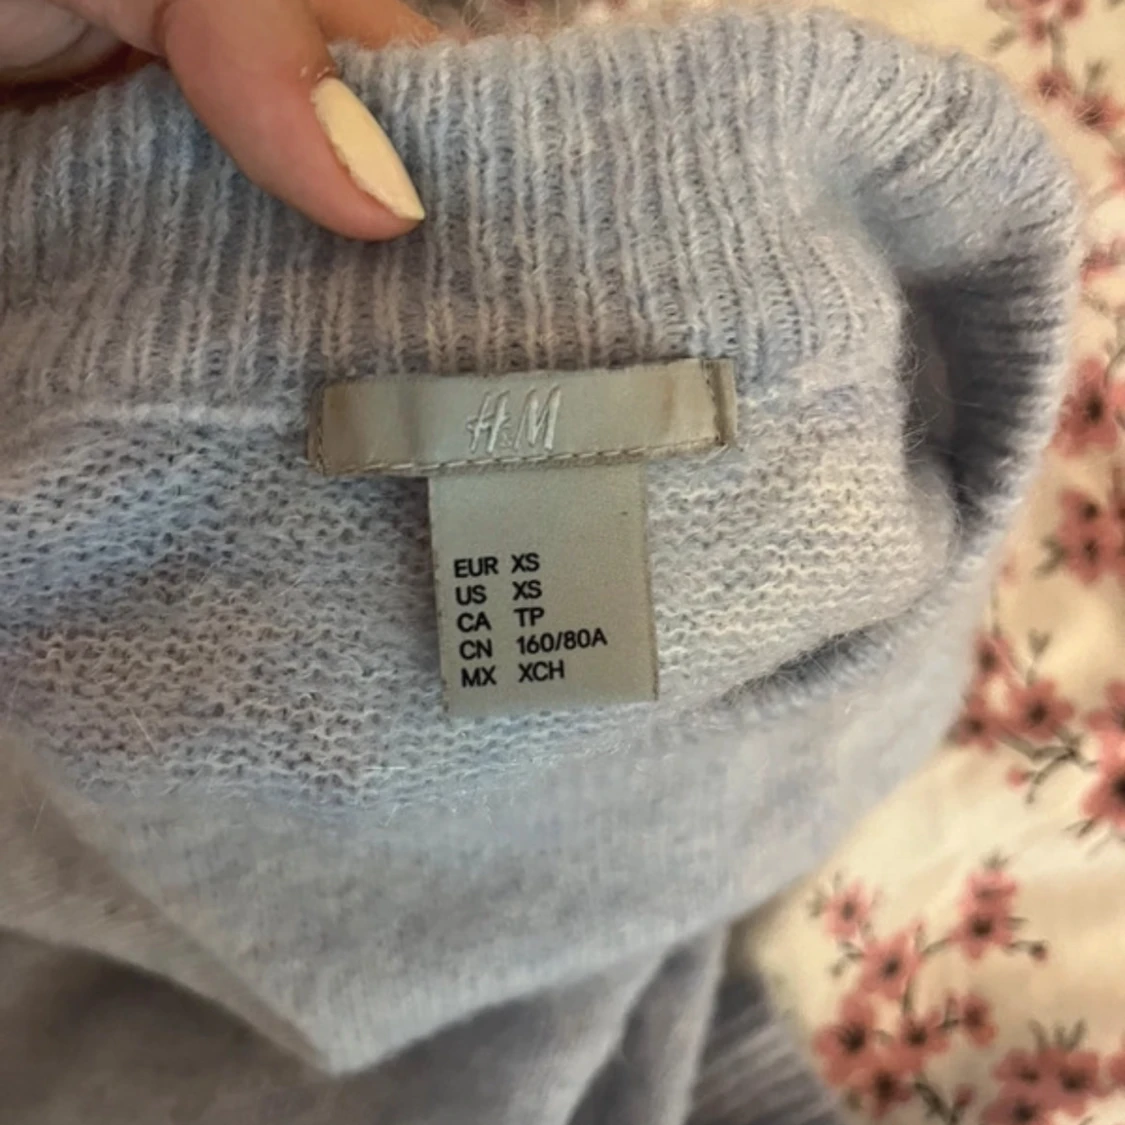 H&M
EUR XS
US XS
CA TP
CN 160/80A
MX XCH